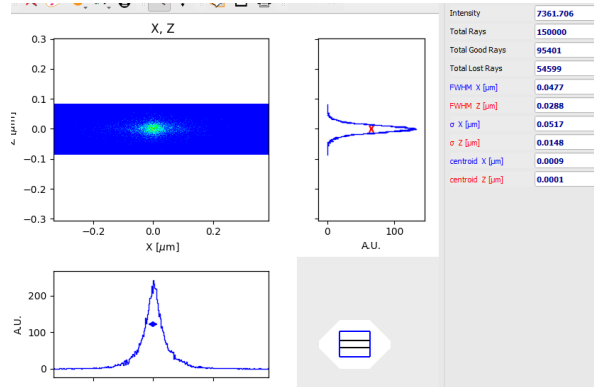 X, Z
0.3
0.2
0.1
0.0
−0.1
−0.2
−0.3
Z [μm]
−0.2
0.0
0.2
X [μm]
0
100
A.U.
200
100
0
A.U.
Intensity
7361.706
Total Rays
150000
Total Good Rays
95401
Total Lost Rays
54599
FWHM X [μm]
0.0477
FWHM Z [μm]
0.0288
σ X [μm]
0.0517
σ Z [μm]
0.0148
centroid X [μm]
0.0009
centroid Z [μm]
0.0001